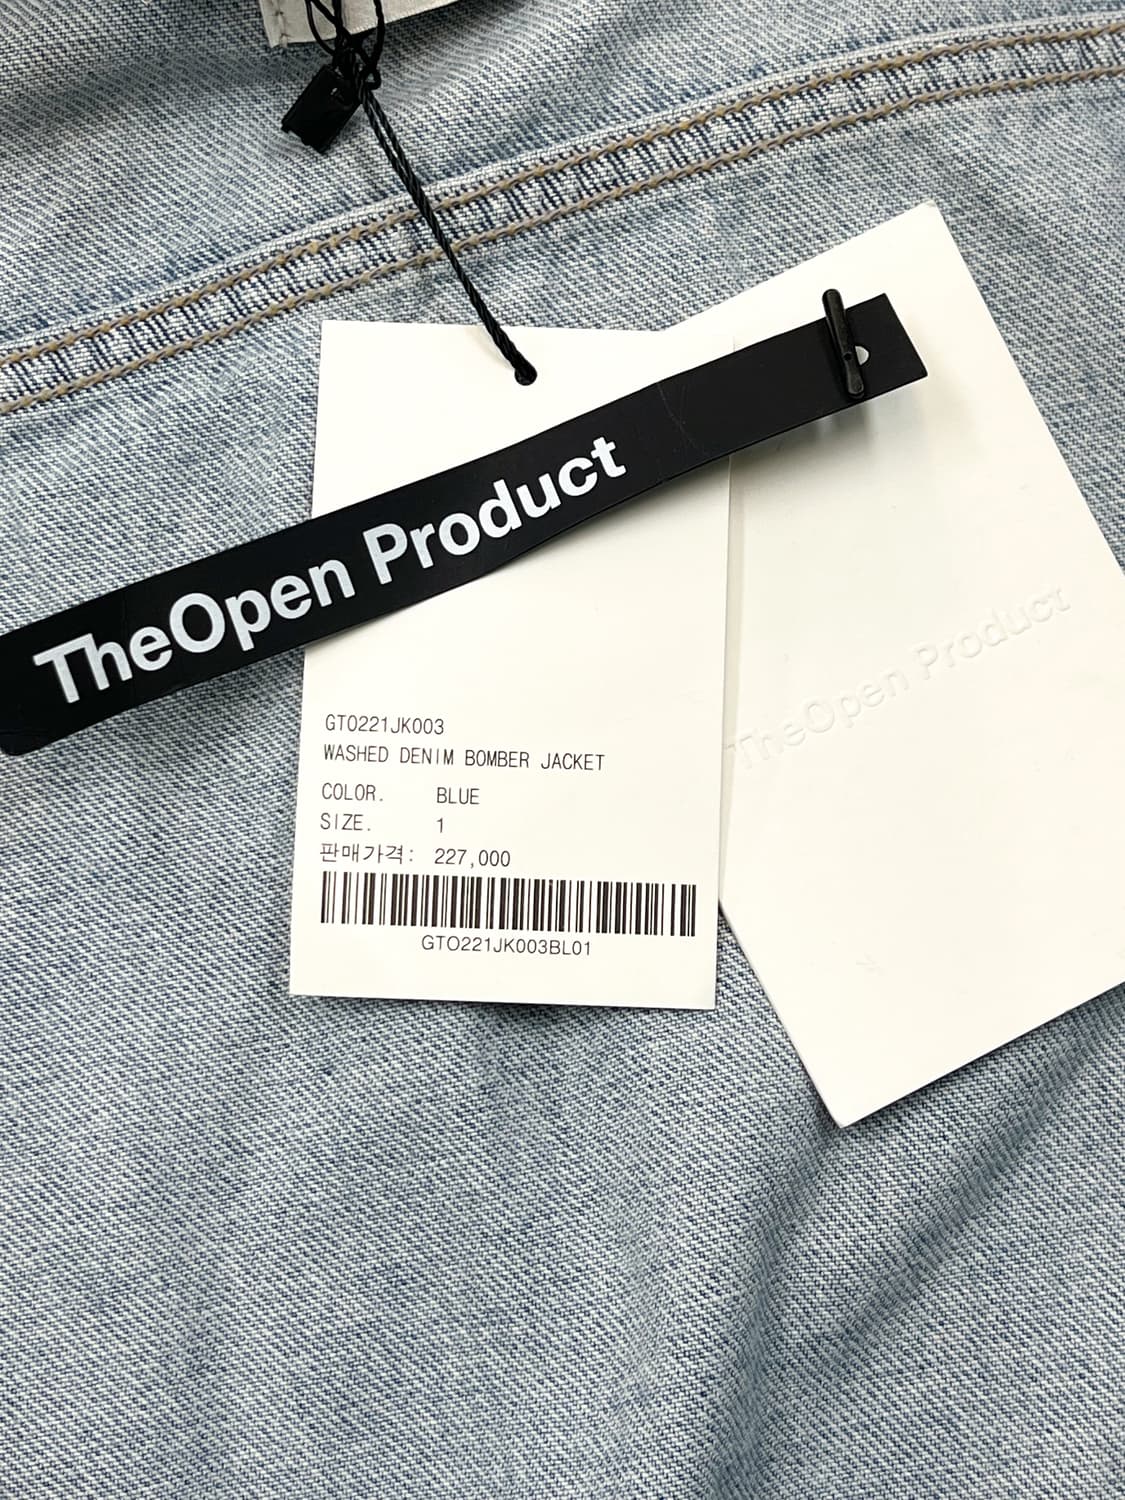 TheOpen Product
TheOpen Product
GTO221JK003
WASHED DENIM BOMBER JACKET
COLOR. BLUE
SIZE. 1
판매가격: 227,000
GTO221JK003BL01